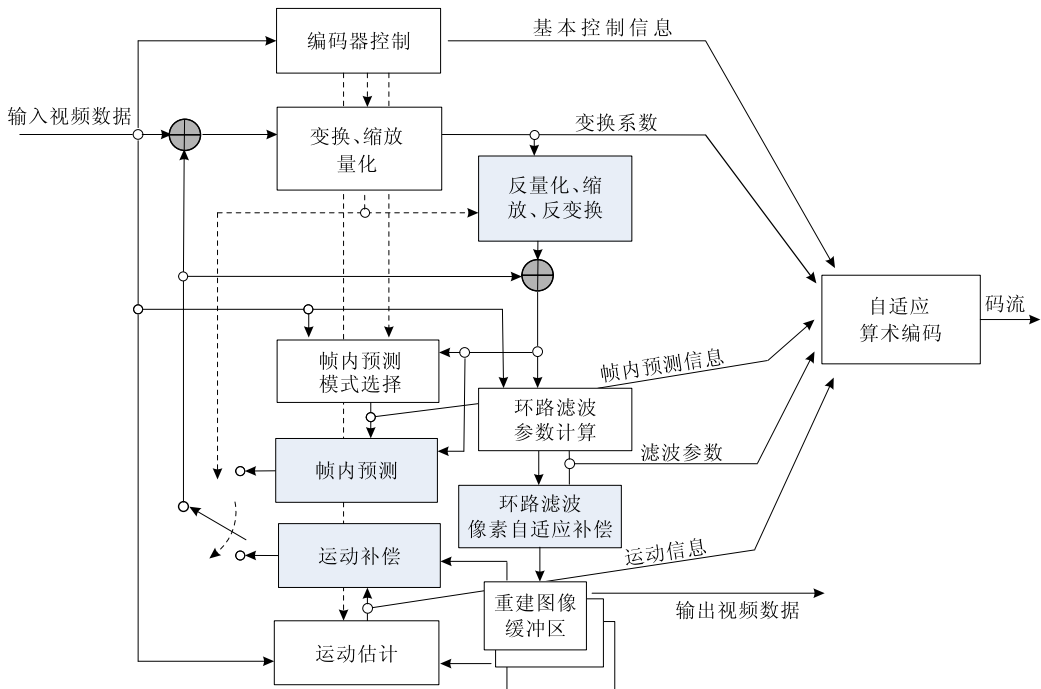 编码器控制
基本控制信息
输入视频数据
变换、缩放
量化
变换系数
反量化、缩
放、反变换
自适应
算术编码
码流
帧内预测
模式选择
帧内预测信息
环路滤波
参数计算
滤波参数
帧内预测
环路滤波
像素自适应补偿
运动补偿
运动信息
重建图像
缓冲区
输出视频数据
运动估计